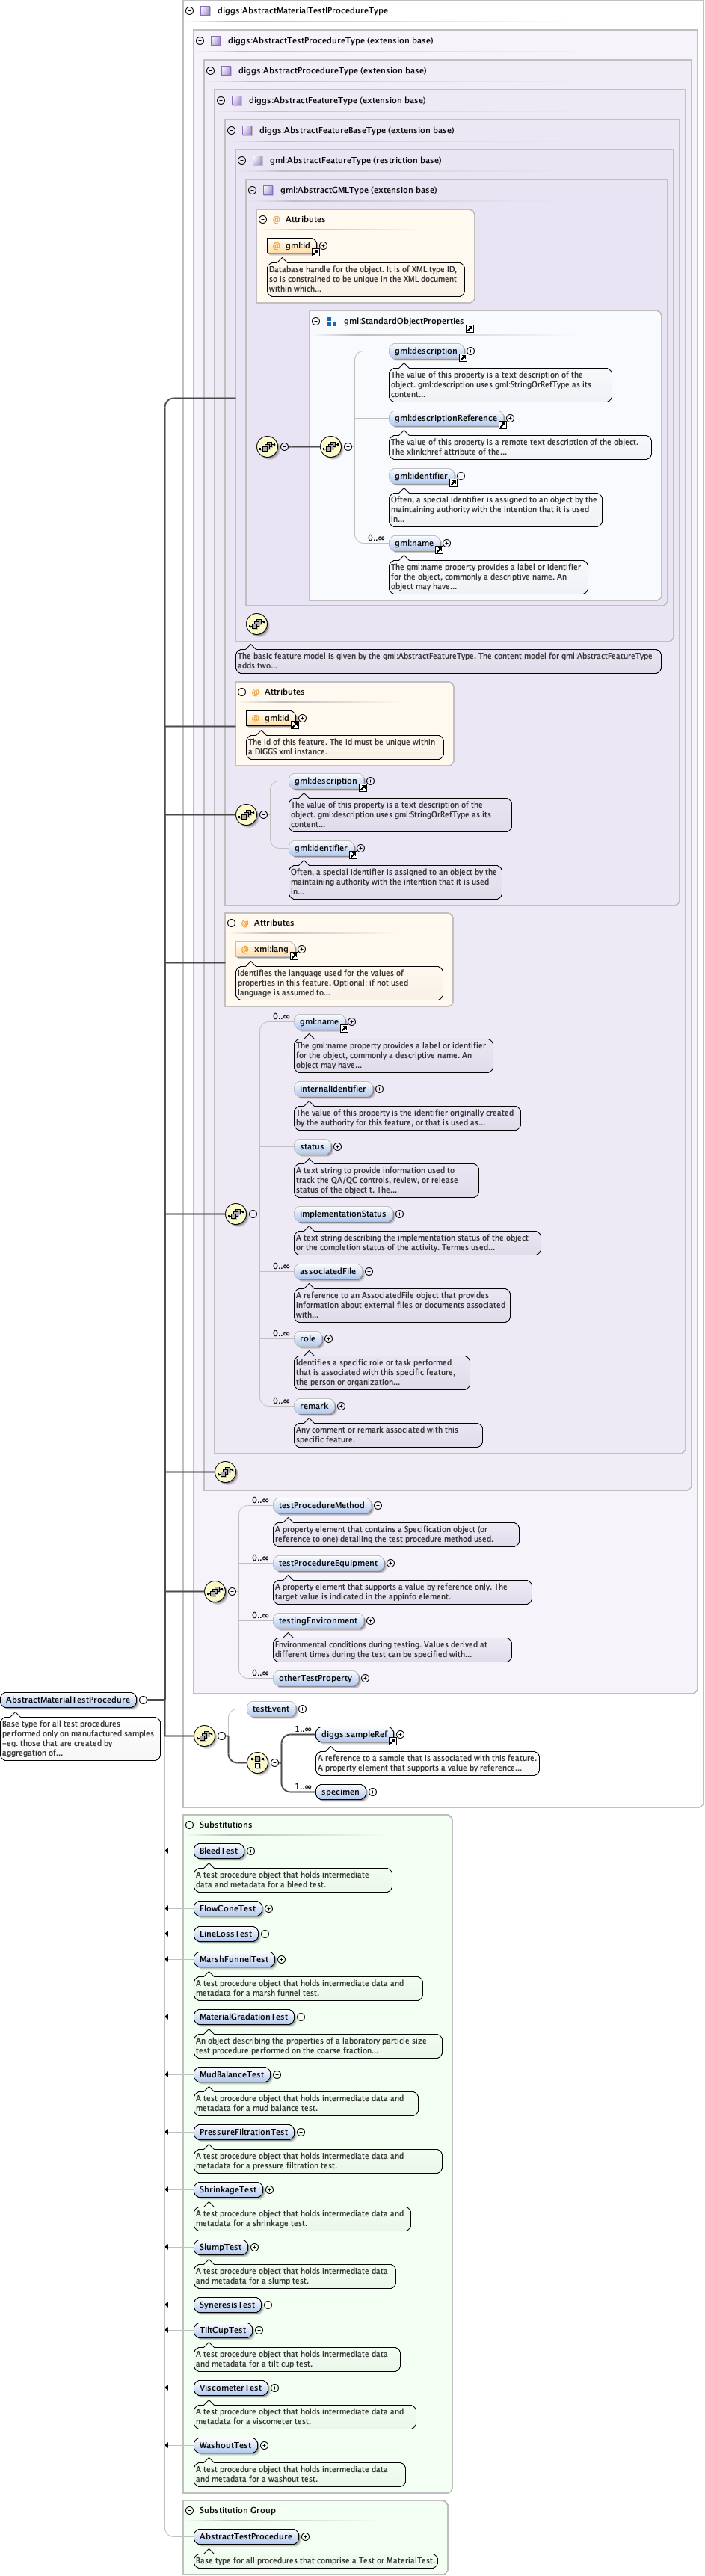 diggs:AbstractMaterialTestlProcedureType
diggs:AbstractTestProcedureType (extension base)
diggs:AbstractProcedureType (extension base)
diggs:AbstractFeatureType (extension base)
diggs:AbstractFeatureBaseType (extension base)
gml:AbstractFeatureType (restriction base)
gml:AbstractGMLType (extension base)
@ Attributes
@ gml:id
Database handle for the object. It is of XML type ID,
so is constrained to be unique in the XML document
within which...
gml:StandardObjectProperties
gml:description
The value of this property is a text description of the
object. gml:description uses gml:StringOrRefType as its
content...
gml:descriptionReference
The value of this property is a remote text description of the object.
The xlink:href attribute of the...
gml:identifier
Often, a special identifier is assigned to an object by the
maintaining authority with the intention that it is used
in...
0..∞
gml:name
The gml:name property provides a label or identifier
for the object, commonly a descriptive name. An
object may have...
The basic feature model is given by the gml:AbstractFeatureType. The content model for gml:AbstractFeatureType
adds two...
@ Attributes
@ gml:id
The id of this feature. The id must be unique within
a DIGGS xml instance.
gml:description
The value of this property is a text description of the
object. gml:description uses gml:StringOrRefType as its
content...
gml:identifier
Often, a special identifier is assigned to an object by the
maintaining authority with the intention that it is used
in...
@ Attributes
@ xml:lang
Identifies the language used for the values of
properties in this feature. Optional; if not used
language is assumed to...
0..∞
gml:name
The gml:name property provides a label or identifier
for the object, commonly a descriptive name. An
object may have...
internalIdentifier
The value of this property is the identifier originally created
by the authority for this feature, or that is used as...
status
A text string to provide information used to
track the QA/QC controls, review, or release
status of the object t. The...
implementationStatus
A text string describing the implementation status of the object
or the completion status of the activity. Termes used...
0..∞
associatedFile
A reference to an AssociatedFile object that provides
information about external files or documents associated
with...
0..∞
role
Identifies a specific role or task performed
that is associated with this specific feature,
the person or organization...
0..∞
remark
Any comment or remark associated with this
specific feature.
0..∞
testProcedureMethod
A property element that contains a Specification object (or
reference to one) detailing the test procedure method used.
0..∞
testProcedureEquipment
A property element that supports a value by reference only. The
target value is indicated in the appinfo element.
0..∞
testingEnvironment
Environmental conditions during testing. Values derived at
different times during the test can be specified with...
0..∞
otherTestProperty
AbstractMaterialTestProcedure
Base type for all test procedures
performed only on manufactured samples
-eg. those that are created by
aggregation of...
testEvent
1..∞
diggs:sampleRef
A reference to a sample that is associated with this feature.
A property element that supports a value by reference...
1..∞
specimen
Substitutions
BleedTest
A test procedure object that holds intermediate
data and metadata for a bleed test.
FlowConeTest
LineLossTest
MarshFunnelTest
A test procedure object that holds intermediate data and
metadata for a marsh funnel test.
MaterialGradationTest
An object describing the properties of a laboratory particle size
test procedure performed on the coarse fraction...
MudBalanceTest
A test procedure object that holds intermediate data and
metadata for a mud balance test.
PressureFiltrationTest
A test procedure object that holds intermediate data and
metadata for a pressure filtration test.
ShrinkageTest
A test procedure object that holds intermediate data and
metadata for a shrinkage test.
SlumpTest
A test procedure object that holds intermediate data
and metadata for a slump test.
SyneresisTest
TiltCupTest
A test procedure object that holds intermediate data
and metadata for a tilt cup test.
ViscometerTest
A test procedure object that holds intermediate data and
metadata for a viscometer test.
WashoutTest
A test procedure object that holds intermediate data
and metadata for a washout test.
Substitution Group
AbstractTestProcedure
Base type for all procedures that comprise a Test or MaterialTest.